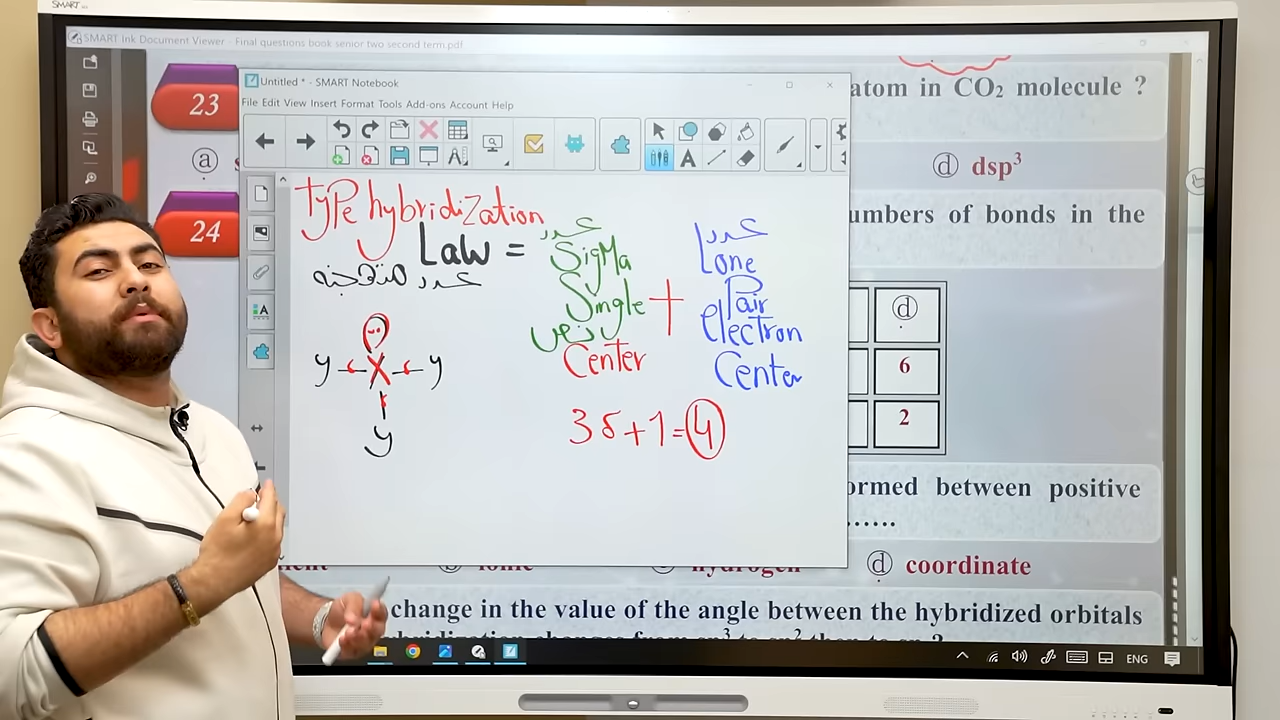 SMART
SMART Ink Document Viewer - Final questions book senior two second term.pdf
23
atom in CO₂ molecule ?
ⓐ
ⓓ dsp³
24
umbers of bonds in the
ⓓ
6
2
ormed between positive
......
hydrogen
ⓓ coordinate
change in the value of the angle between the hybridized orbitals
Untitled * - SMART Notebook
File Edit View Insert Format Tools Add-ons Account Help
type hybridization
Law =
عدد
SigMa
Single
Center
+
عدد
Lone
Pair
electron
Center
y X y
y
3δ+1=4
ENG